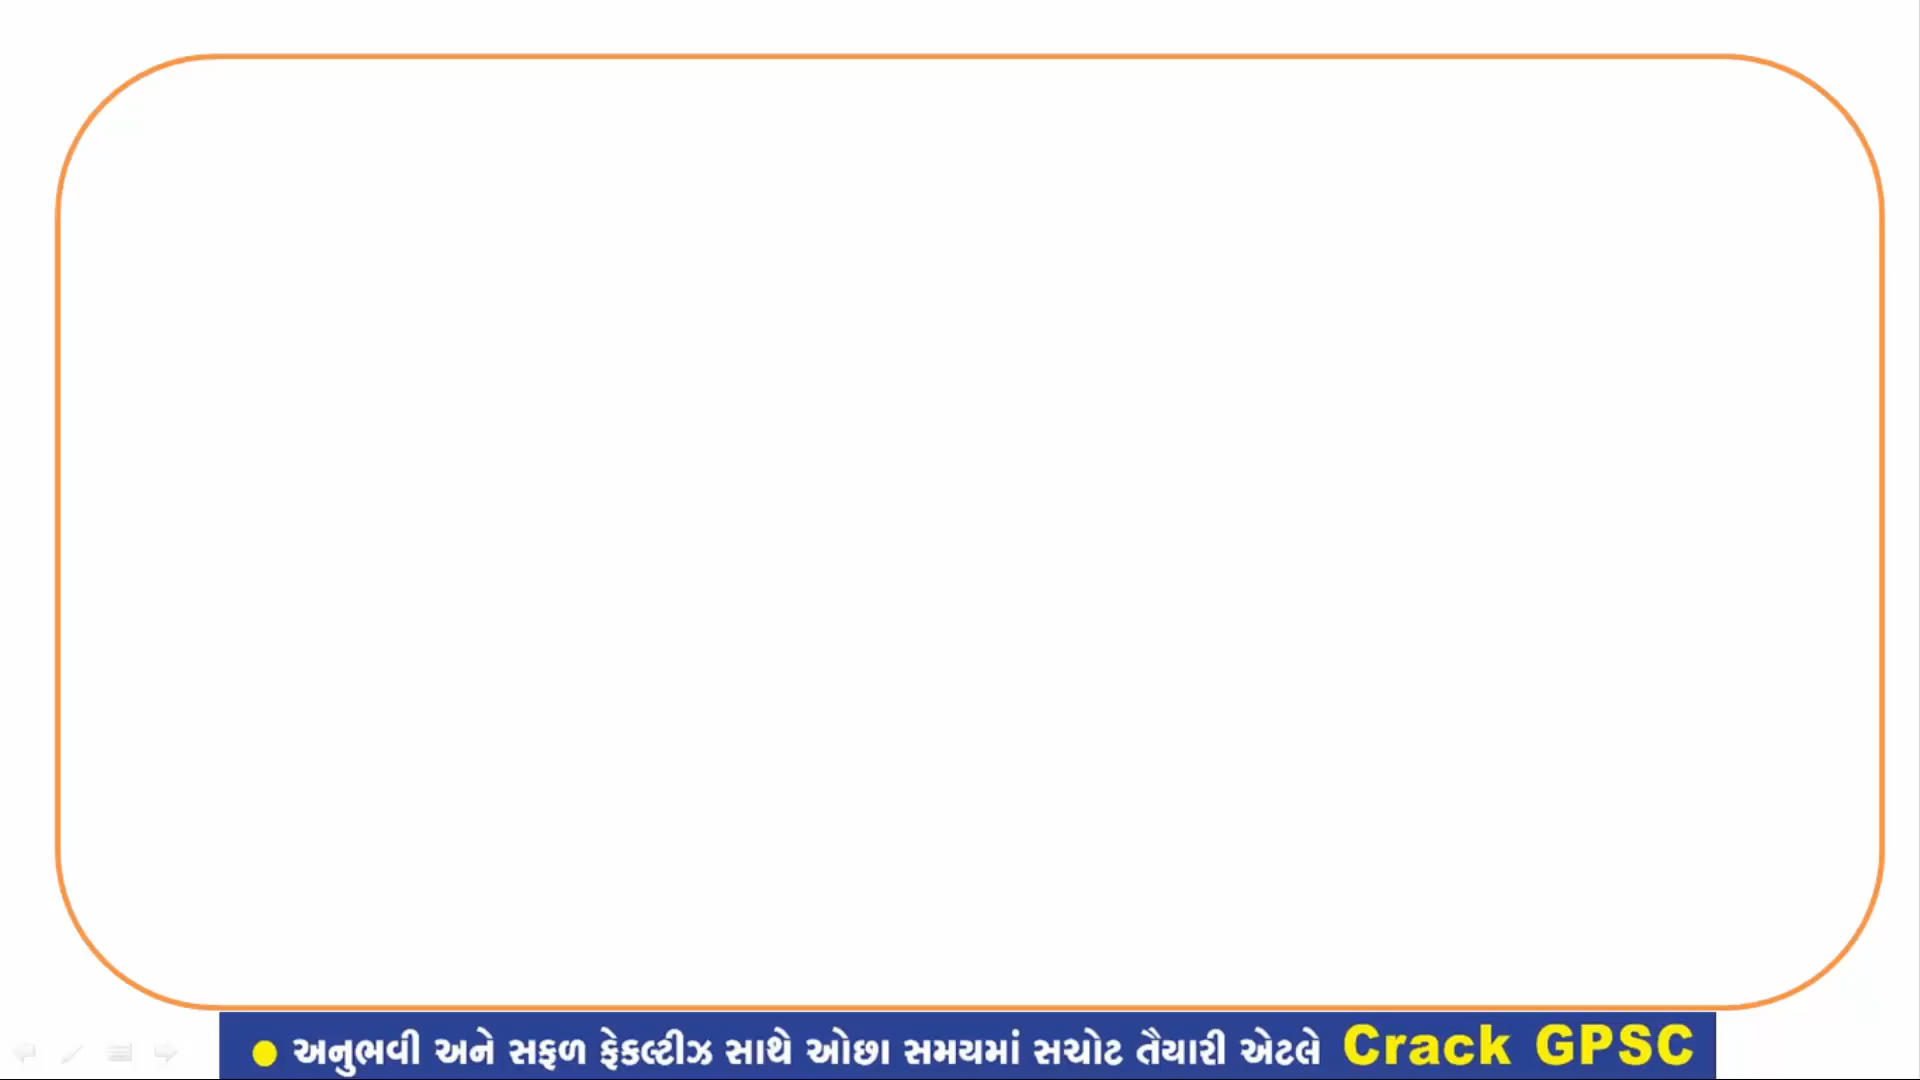 ● અનુભવી અને સફળ ફેકલ્ટીઝ સાથે ઓછા સમયમાં સચોટ તૈયારી એટલે Crack GPSC